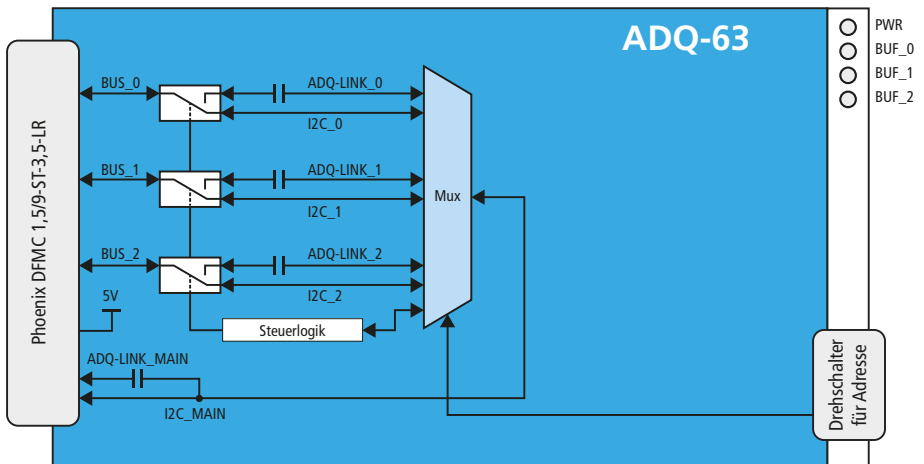 ADQ-63
PWR
BUF_0
BUF_1
BUF_2
Phoenix DFMC 1,5/9-ST-3,5-LR
BUS_0
ADQ-LINK_0
I2C_0
BUS_1
ADQ-LINK_1
I2C_1
Mux
BUS_2
ADQ-LINK_2
I2C_2
5V
Steuerlogik
ADQ-LINK_MAIN
I2C_MAIN
Drehschalter
für Adresse